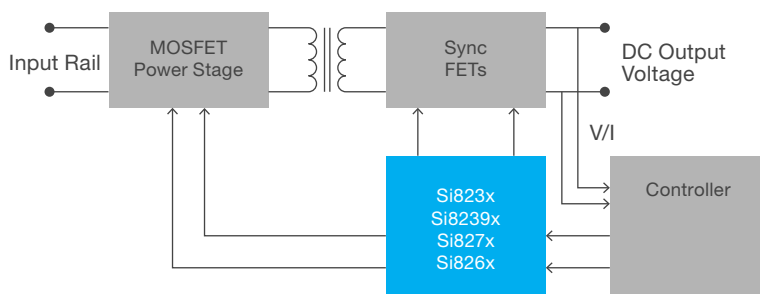 Input Rail
MOSFET
Power Stage
Sync
FETs
DC Output
Voltage
V/I
Si823x
Si8239x
Si827x
Si826x
Controller